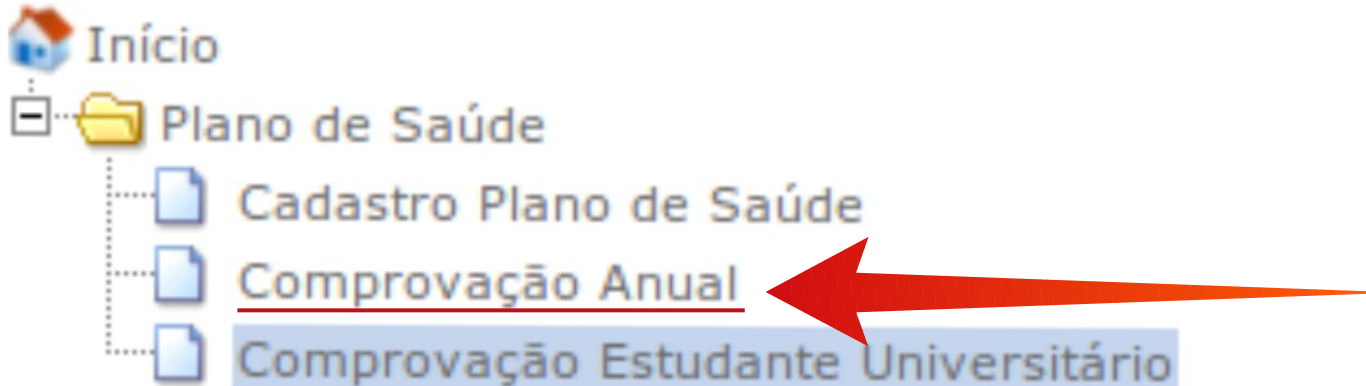 Início
Plano de Saúde
Cadastro Plano de Saúde
Comprovação Anual
Comprovação Estudante Universitário